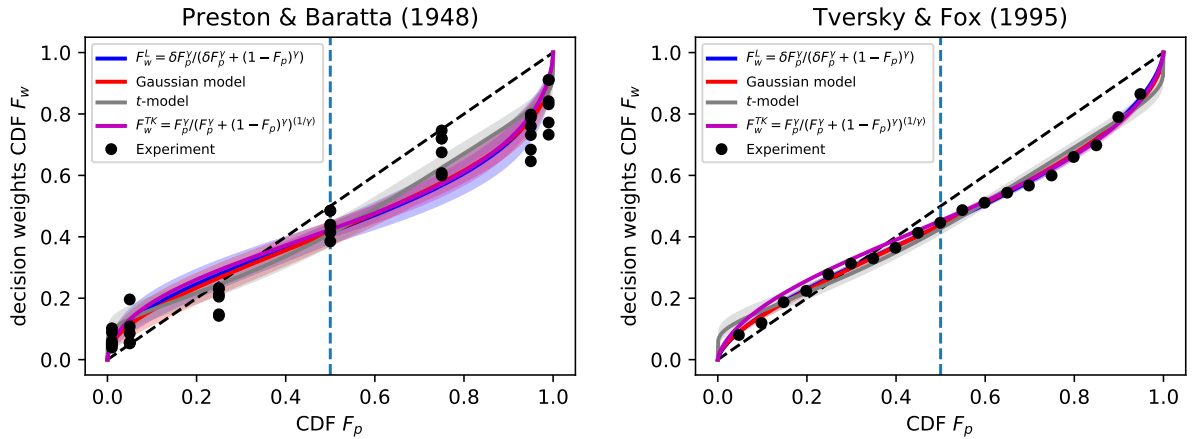 Preston & Baratta (1948)
1.0
0.8
0.6
0.4
0.2
0.0
decision weights CDF F_w
F_w^L = δF_p^γ/(δF_p^γ + (1 − F_p)^γ)
Gaussian model
t-model
F_w^{TK} = F_p^γ/(F_p^γ + (1 − F_p)^γ)^{(1/γ)}
Experiment
0.0 0.2 0.4 0.6 0.8 1.0
CDF F_p
Tversky & Fox (1995)
1.0
0.8
0.6
0.4
0.2
0.0
decision weights CDF F_w
F_w^L = δF_p^γ/(δF_p^γ + (1 − F_p)^γ)
Gaussian model
t-model
F_w^{TK} = F_p^γ/(F_p^γ + (1 − F_p)^γ)^{(1/γ)}
Experiment
0.0 0.2 0.4 0.6 0.8 1.0
CDF F_p